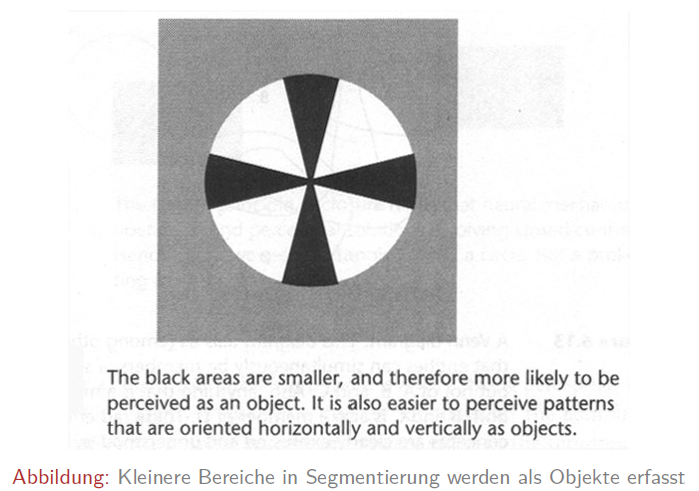 The black areas are smaller, and therefore more likely to be
perceived as an object. It is also easier to perceive patterns
that are oriented horizontally and vertically as objects.
Abbildung: Kleinere Bereiche in Segmentierung werden als Objekte erfasst